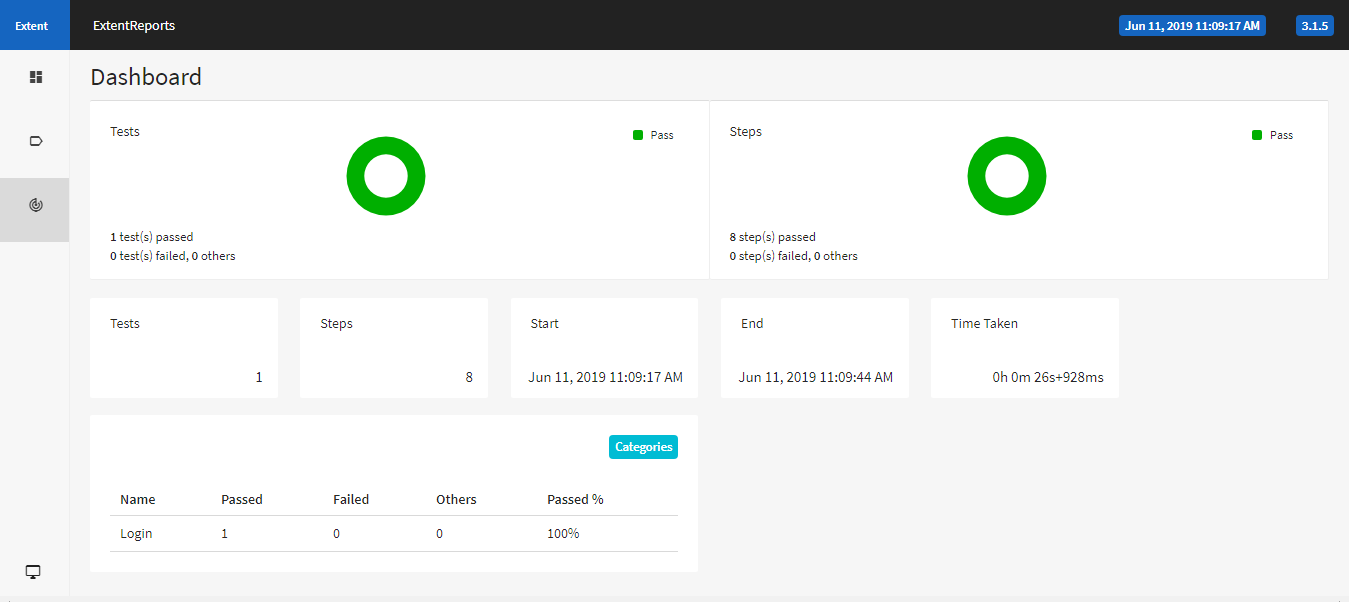 Extent ExtentReports Jun 11, 2019 11:09:17 AM 3.1.5
Dashboard
Tests
Pass
1 test(s) passed
0 test(s) failed, 0 others
Steps
Pass
8 step(s) passed
0 step(s) failed, 0 others
Tests
1
Steps
8
Start
Jun 11, 2019 11:09:17 AM
End
Jun 11, 2019 11:09:44 AM
Time Taken
0h 0m 26s+928ms
Categories
Name Passed Failed Others Passed %
Login 1 0 0 100%